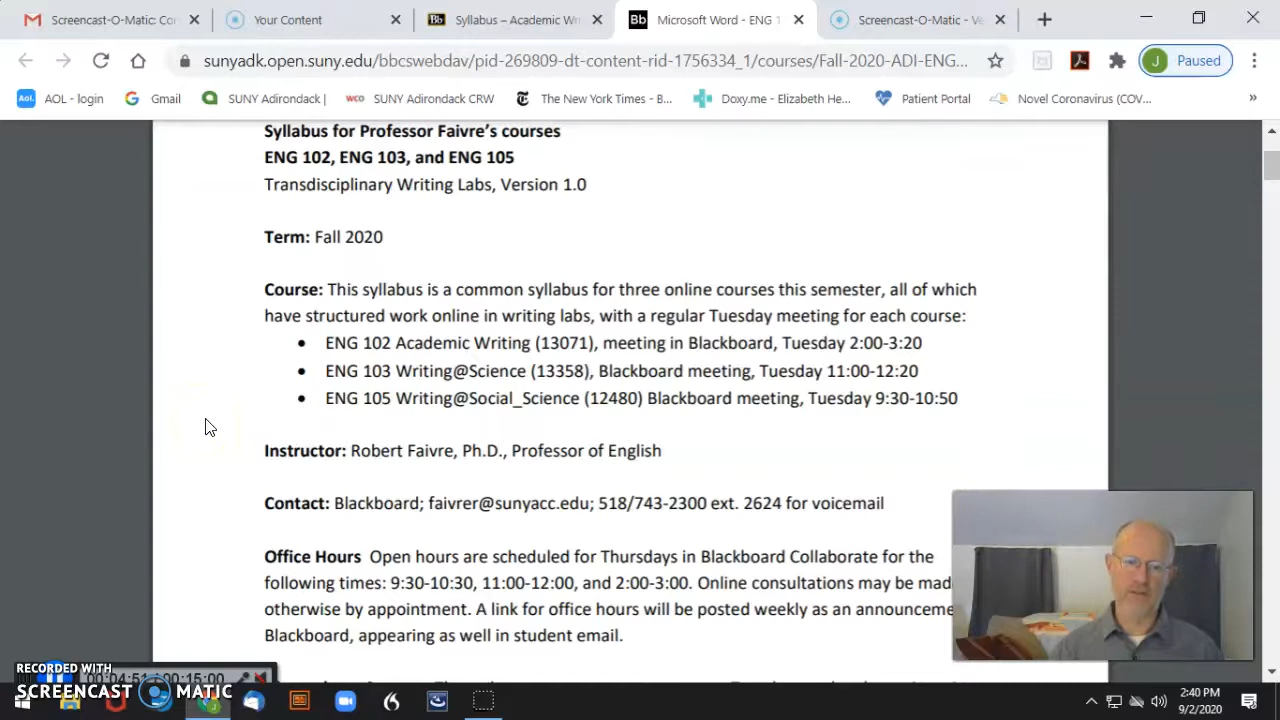 Screencast-O-Matic: Co
Your Content
Syllabus – Academic Wr
Microsoft Word - ENG 1
Screencast-O-Matic - Ve
sunyadk.open.suny.edu/bbcswebdav/pid-269809-dt-content-rid-1756334_1/courses/Fall-2020-ADI-ENG...
J Paused
AOL - login
Gmail
SUNY Adirondack |
SUNY Adirondack CRW
The New York Times - B...
Doxy.me - Elizabeth He...
Patient Portal
Novel Coronavirus (COV...
Syllabus for Professor Faivre's courses
ENG 102, ENG 103, and ENG 105
Transdisciplinary Writing Labs, Version 1.0
Term: Fall 2020
Course: This syllabus is a common syllabus for three online courses this semester, all of which
have structured work online in writing labs, with a regular Tuesday meeting for each course:
• ENG 102 Academic Writing (13071), meeting in Blackboard, Tuesday 2:00-3:20
• ENG 103 Writing@Science (13358), Blackboard meeting, Tuesday 11:00-12:20
• ENG 105 Writing@Social_Science (12480) Blackboard meeting, Tuesday 9:30-10:50
Instructor: Robert Faivre, Ph.D., Professor of English
Contact: Blackboard; faivrer@sunyacc.edu; 518/743-2300 ext. 2624 for voicemail
Office Hours Open hours are scheduled for Thursdays in Blackboard Collaborate for the
following times: 9:30-10:30, 11:00-12:00, and 2:00-3:00. Online consultations may be mad
otherwise by appointment. A link for office hours will be posted weekly as an announceme
Blackboard, appearing as well in student email.
RECORDED WITH
SCREENCAST MATIC
2:40 PM
9/2/2020